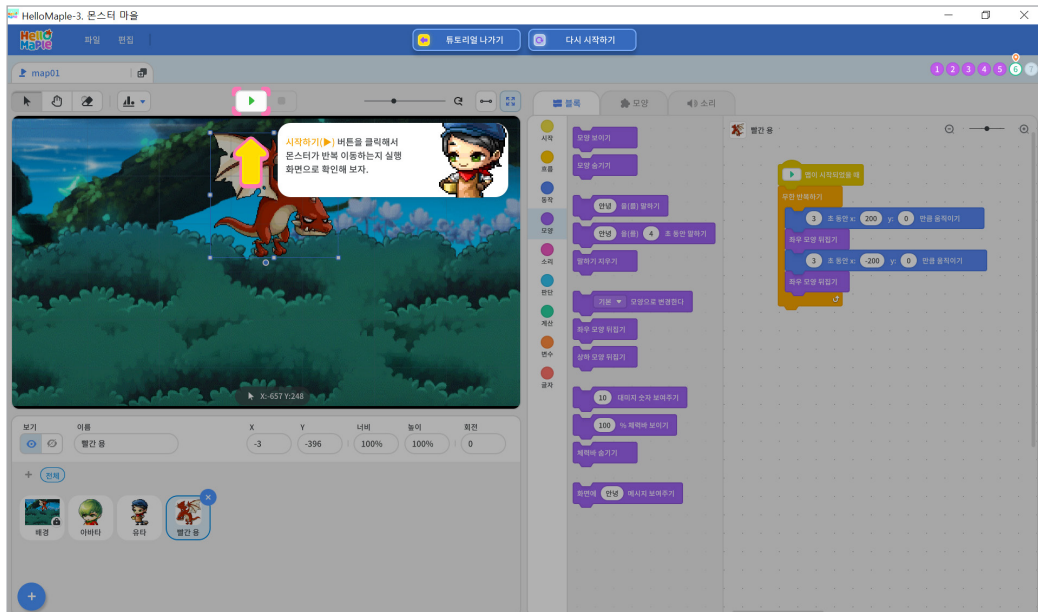 HelloMaple-3. 몬스터 마을
Hello Maple
파일 편집
튜토리얼 나가기
다시 시작하기
map01
1 2 3 4 5 6 7
블록 모양 소리
시작하기(▶) 버튼을 클릭해서
몬스터가 반복 이동하는지 실행
화면으로 확인해 보자.
X:-657 Y:248
보기 이름 X Y 너비 높이 회전
빨간 용 -3 -396 100% 100% 0
전체
배경 아바타 유타 빨간 용
시작
흐름
동작
모양
소리
판단
계산
변수
글자
모양 보이기
모양 숨기기
안녕 을(를) 말하기
안녕 을(를) 4 초 동안 말하기
말하기 지우기
기본 모양으로 변경한다
좌우 모양 뒤집기
상하 모양 뒤집기
10 대미지 숫자 보여주기
100 % 체력바 보이기
체력바 숨기기
화면에 안녕 메시지 보여주기
빨간 용
맵이 시작되었을 때
무한 반복하기
3 초 동안 x: 200 y: 0 만큼 움직이기
좌우 모양 뒤집기
3 초 동안 x: -200 y: 0 만큼 움직이기
좌우 모양 뒤집기